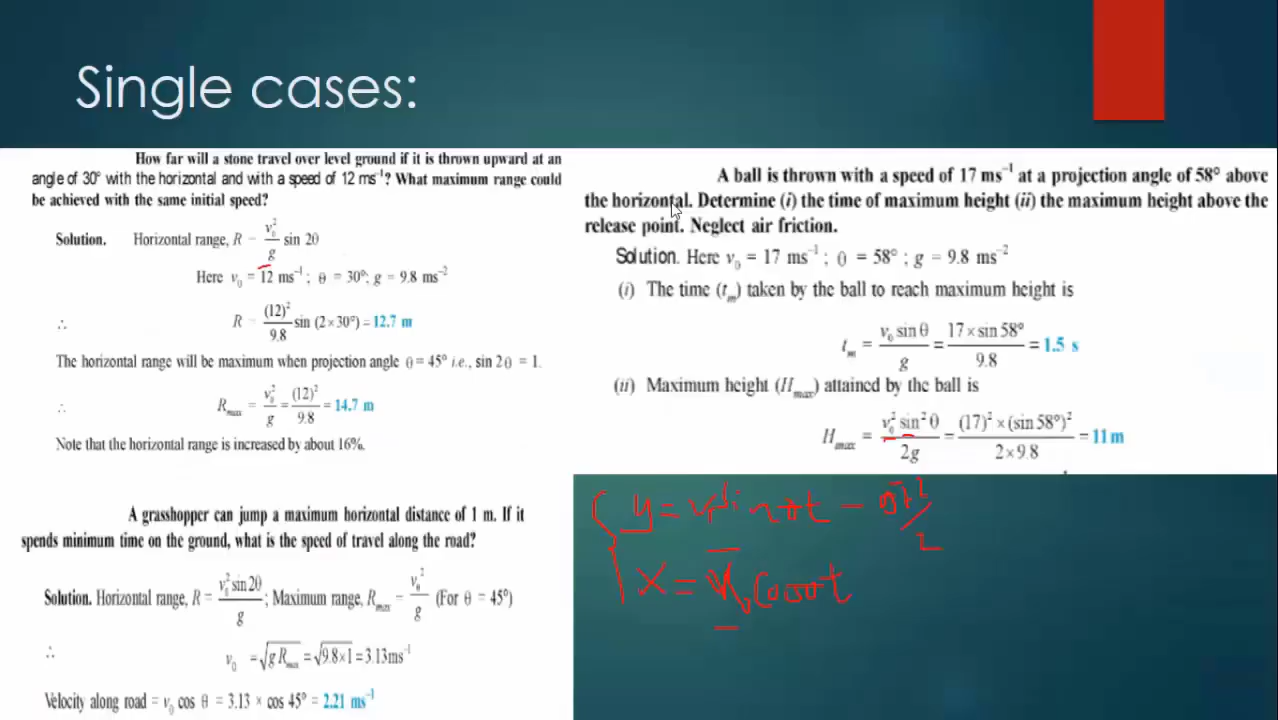 Single cases:
How far will a stone travel over level ground if it is thrown upward at an
angle of 30° with the horizontal and with a speed of 12 ms⁻¹? What maximum range could
be achieved with the same initial speed?
Solution. Horizontal range, R = v₀²/g sin 2θ
Here v₀ = 12 ms⁻¹ ; θ = 30°; g = 9.8 ms⁻²
∴ R = (12)²/9.8 sin (2 × 30°) = 12.7 m
The horizontal range will be maximum when projection angle θ = 45° i.e., sin 2θ = 1.
∴ Rmax = v₀²/g = (12)²/9.8 = 14.7 m
Note that the horizontal range is increased by about 16%.
A grasshopper can jump a maximum horizontal distance of 1 m. If it
spends minimum time on the ground, what is the speed of travel along the road?
Solution. Horizontal range, R = v₀² sin 2θ/g ; Maximum range, Rmax = v₀²/g (For θ = 45°)
∴ v₀ = √g Rmax = √9.8×1 = 3.13 ms⁻¹
Velocity along road = v₀ cos θ = 3.13 × cos 45° = 2.21 ms⁻¹
A ball is thrown with a speed of 17 ms⁻¹ at a projection angle of 58° above
the horizontal. Determine (i) the time of maximum height (ii) the maximum height above the
release point. Neglect air friction.
Solution. Here v₀ = 17 ms⁻¹ ; θ = 58° ; g = 9.8 ms⁻²
(i) The time (tm) taken by the ball to reach maximum height is
tm = v₀ sin θ/g = 17 × sin 58°/9.8 = 1.5 s
(ii) Maximum height (Hmax) attained by the ball is
Hmax = v₀² sin² θ/2g = (17)² × (sin 58°)²/2 × 9.8 = 11 m